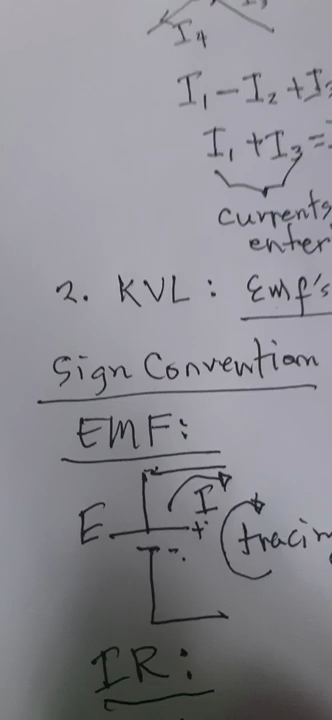 I4
I1 - I2 + I3
I1 + I3 =
currents
enter
2. KVL: Emf's
Sign Convention
EMF:
I
E + tracin
-
IR: